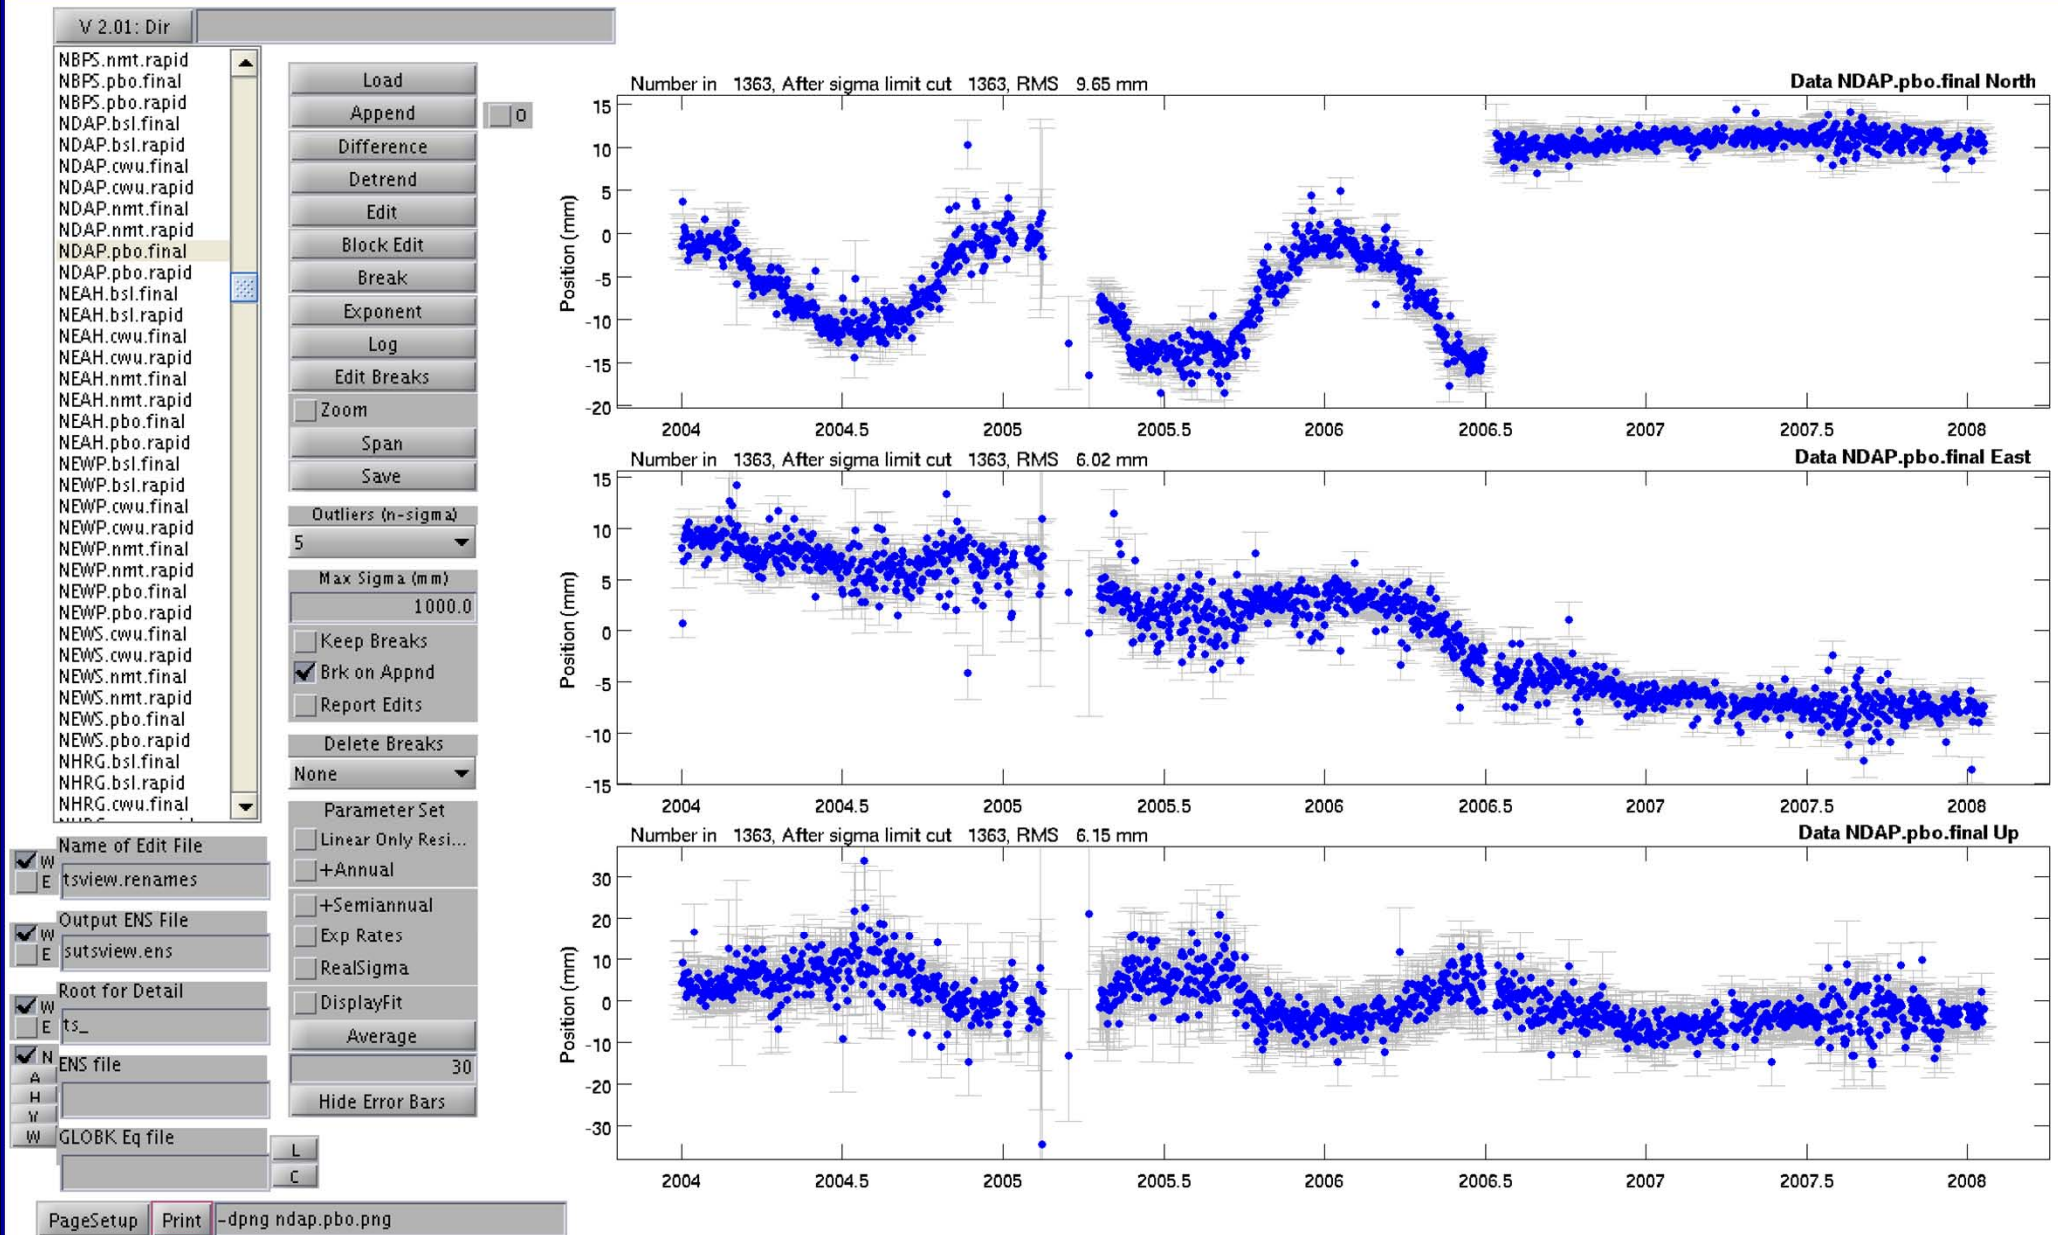 V 2.01: Dir
NBPS.nmt.rapid
NBPS.pbo.final
NBPS.pbo.rapid
NDAP.bsl.final
NDAP.bsl.rapid
NDAP.cwu.final
NDAP.cwu.rapid
NDAP.nmt.final
NDAP.nmt.rapid
NDAP.pbo.final
NDAP.pbo.rapid
NEAH.bsl.final
NEAH.bsl.rapid
NEAH.cwu.final
NEAH.cwu.rapid
NEAH.nmt.final
NEAH.nmt.rapid
NEAH.pbo.final
NEAH.pbo.rapid
NEWP.bsl.final
NEWP.bsl.rapid
NEWP.cwu.final
NEWP.cwu.rapid
NEWP.nmt.final
NEWP.nmt.rapid
NEWP.pbo.final
NEWP.pbo.rapid
NEWS.cwu.final
NEWS.cwu.rapid
NEWS.nmt.final
NEWS.nmt.rapid
NEWS.pbo.final
NEWS.pbo.rapid
NHRG.bsl.final
NHRG.bsl.rapid
NHRG.cwu.final
Name of Edit File
W
E tsview.renames
Output ENS File
W
E sutsview.ens
Root for Detail
W
E ts_
N
ENS file
A
H
Y
W
GLOBK Eq file
L
C
PageSetup Print -dpng ndap.pbo.png
Load
Append O
Difference
Detrend
Edit
Block Edit
Break
Exponent
Log
Edit Breaks
Zoom
Span
Save
Outliers (n-sigma)
5
Max Sigma (mm)
1000.0
Keep Breaks
Brk on Appnd
Report Edits
Delete Breaks
None
Parameter Set
Linear Only Resi...
+Annual
+Semiannual
Exp Rates
RealSigma
DisplayFit
Average
30
Hide Error Bars
Number in 1363, After sigma limit cut 1363, RMS 9.65 mm
Data NDAP.pbo.final North
Position (mm)
15
10
5
0
-5
-10
-15
-20
2004 2004.5 2005 2005.5 2006 2006.5 2007 2007.5 2008
Number in 1363, After sigma limit cut 1363, RMS 6.02 mm
Data NDAP.pbo.final East
Position (mm)
15
10
5
0
-5
-10
-15
2004 2004.5 2005 2005.5 2006 2006.5 2007 2007.5 2008
Number in 1363, After sigma limit cut 1363, RMS 6.15 mm
Data NDAP.pbo.final Up
Position (mm)
30
20
10
0
-10
-20
-30
2004 2004.5 2005 2005.5 2006 2006.5 2007 2007.5 2008